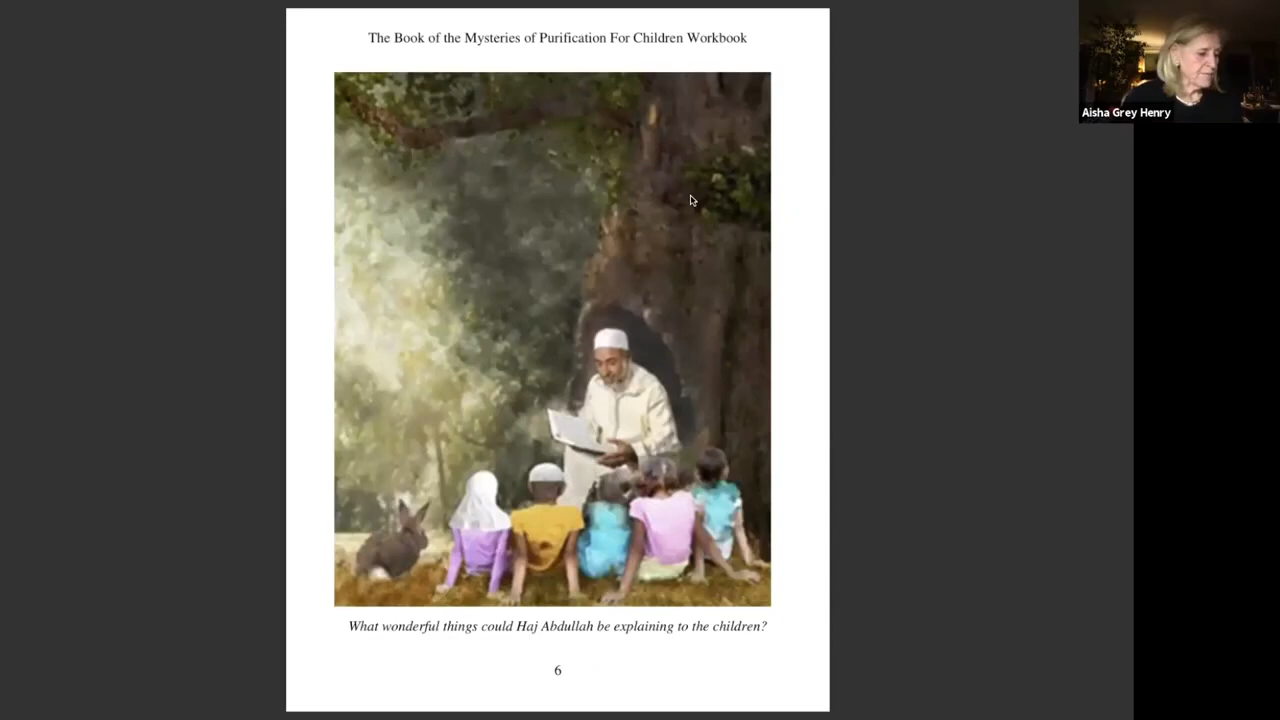 The Book of the Mysteries of Purification For Children Workbook
Aisha Grey Henry
What wonderful things could Haj Abdullah be explaining to the children?
6